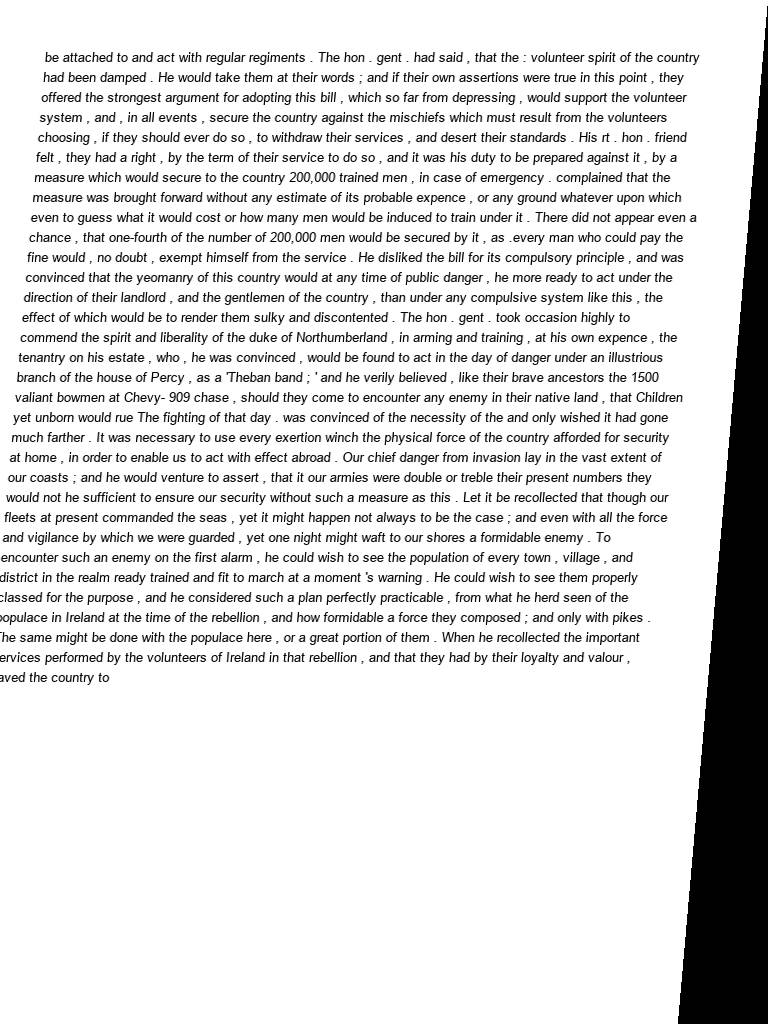 be attached to and act with regular regiments . The hon . gent . had said , that the : volunteer spirit of the country
had been damped . He would take them at their words ; and if their own assertions were true in this point , they
offered the strongest argument for adopting this bill , which so far from depressing , would support the volunteer
system , and , in all events , secure the country against the mischiefs which must result from the volunteers
choosing , if they should ever do so , to withdraw their services , and desert their standards . His rt . hon . friend
felt , they had a right , by the term of their service to do so , and it was his duty to be prepared against it , by a
measure which would secure to the country 200,000 trained men , in case of emergency . complained that the
measure was brought forward without any estimate of its probable expence , or any ground whatever upon which
even to guess what it would cost or how many men would be induced to train under it . There did not appear even a
chance , that one-fourth of the number of 200,000 men would be secured by it , as .every man who could pay the
fine would , no doubt , exempt himself from the service . He disliked the bill for its compulsory principle , and was
convinced that the yeomanry of this country would at any time of public danger , he more ready to act under the
direction of their landlord , and the gentlemen of the country , than under any compulsive system like this , the
effect of which would be to render them sulky and discontented . The hon . gent . took occasion highly to
commend the spirit and liberality of the duke of Northumberland , in arming and training , at his own expence , the
tenantry on his estate , who , he was convinced , would be found to act in the day of danger under an illustrious
branch of the house of Percy , as a 'Theban band ; ' and he verily believed , like their brave ancestors the 1500
valiant bowmen at Chevy- 909 chase , should they come to encounter any enemy in their native land , that Children
yet unborn would rue The fighting of that day . was convinced of the necessity of the and only wished it had gone
much farther . It was necessary to use every exertion winch the physical force of the country afforded for security
at home , in order to enable us to act with effect abroad . Our chief danger from invasion lay in the vast extent of
our coasts ; and he would venture to assert , that it our armies were double or treble their present numbers they
would not he sufficient to ensure our security without such a measure as this . Let it be recollected that though our
fleets at present commanded the seas , yet it might happen not always to be the case ; and even with all the force
and vigilance by which we were guarded , yet one night might waft to our shores a formidable enemy . To
encounter such an enemy on the first alarm , he could wish to see the population of every town , village , and
district in the realm ready trained and fit to march at a moment 's warning . He could wish to see them properly
classed for the purpose , and he considered such a plan perfectly practicable , from what he herd seen of the
populace in Ireland at the time of the rebellion , and how formidable a force they composed ; and only with pikes .
The same might be done with the populace here , or a great portion of them . When he recollected the important
ervices performed by the volunteers of Ireland in that rebellion , and that they had by their loyalty and valour ,
aved the country to